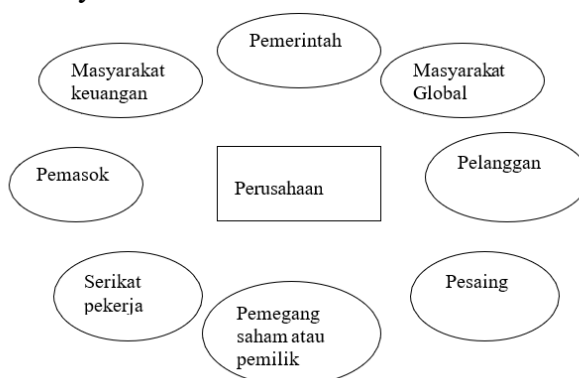 Pemerintah
Masyarakat
keuangan
Masyarakat
Global
Pemasok
Perusahaan
Pelanggan
Serikat
pekerja
Pemegang
saham atau
pemilik
Pesaing